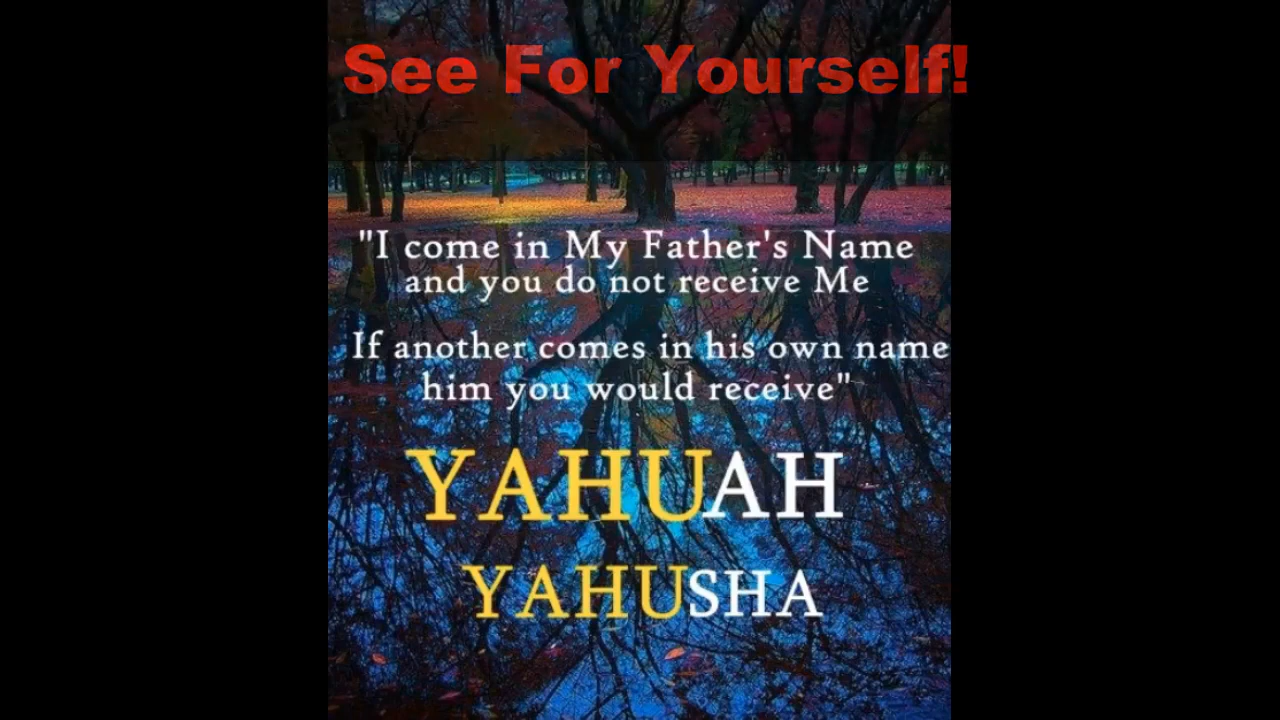 See For Yourself!
"I come in My Father's Name
and you do not receive Me
If another comes in his own name
him you would receive"
YAHUAH
YAHUSHA